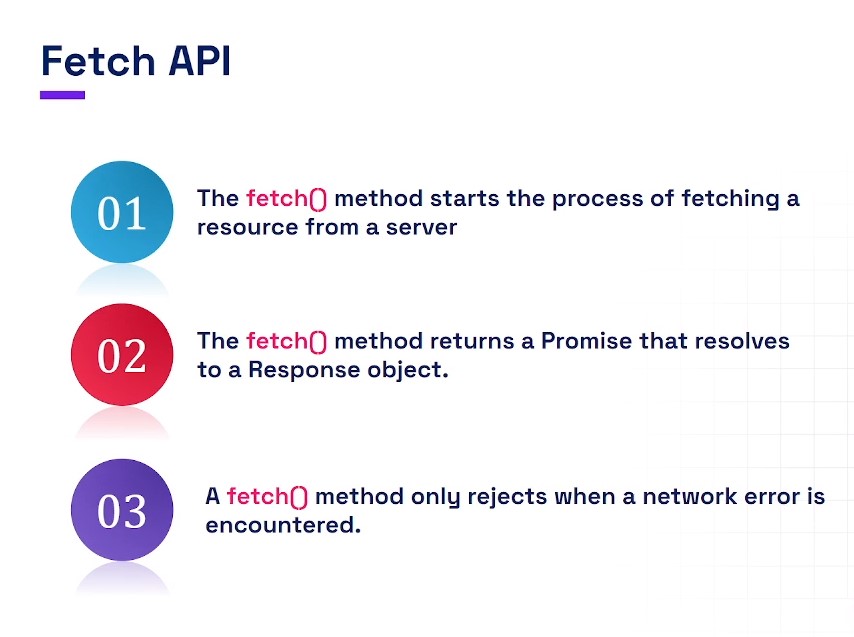 Fetch API
01
The fetch() method starts the process of fetching a
resource from a server
02
The fetch() method returns a Promise that resolves
to a Response object.
03
A fetch() method only rejects when a network error is
encountered.